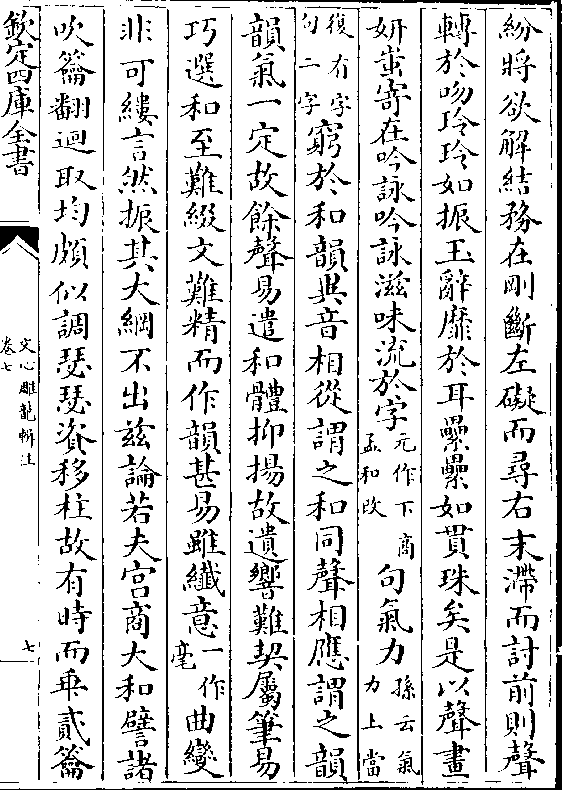 紛將欲解結務在剛斷左礙而尋右末滯而討前則聲
轉於吻玲玲如振玉辭靡於耳纍纍如貫珠矣是以聲畫
妍蚩寄在吟詠吟詠滋味流於字元作下商孟和改句氣力孫云氣力上當
復有字句二字窮於和韻異音相從謂之和同聲相應謂之韻
韻氣一定故餘聲易遣和體抑揚故遺響難契屬筆易
巧選和至難綴文難精而作韻甚易雖纖意一作毫曲變
非可縷言然振其大綱不出茲論若夫宮商大和譬諸
吹籥翻迴取均頗似調瑟瑟資移柱故有時而乖貳籥
欽定四庫全書
文心雕龍輯注
卷七
七